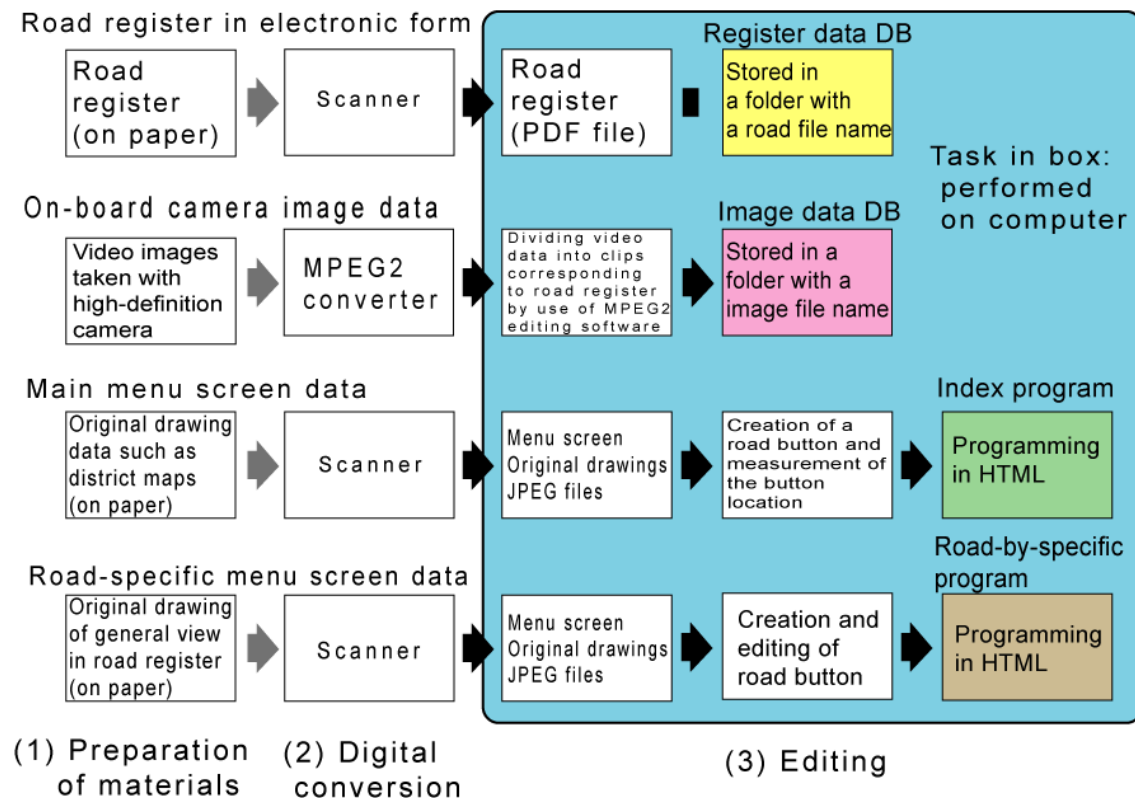 Road register in electronic form
Road
register
(on paper)
Scanner
Road
register
(PDF file)
Register data DB
Stored in
a folder with
a road file name
Task in box:
performed
on computer
On-board camera image data
Video images
taken with
high-definition
camera
MPEG2
converter
Dividing video
data into clips
corresponding
to road register
by use of MPEG2
editing software
Image data DB
Stored in a
folder with a
image file name
Main menu screen data
Original drawing
data such as
district maps
(on paper)
Scanner
Menu screen
Original drawings
JPEG files
Creation of a
road button and
measurement of
the button
location
Index program
Programming
in HTML
Road-specific menu screen data
Original drawing
of general view
in road register
(on paper)
Scanner
Menu screen
Original drawings
JPEG files
Creation and
editing of
road button
Road-by-specific
program
Programming
in HTML
(1) Preparation
of materials
(2) Digital
conversion
(3) Editing